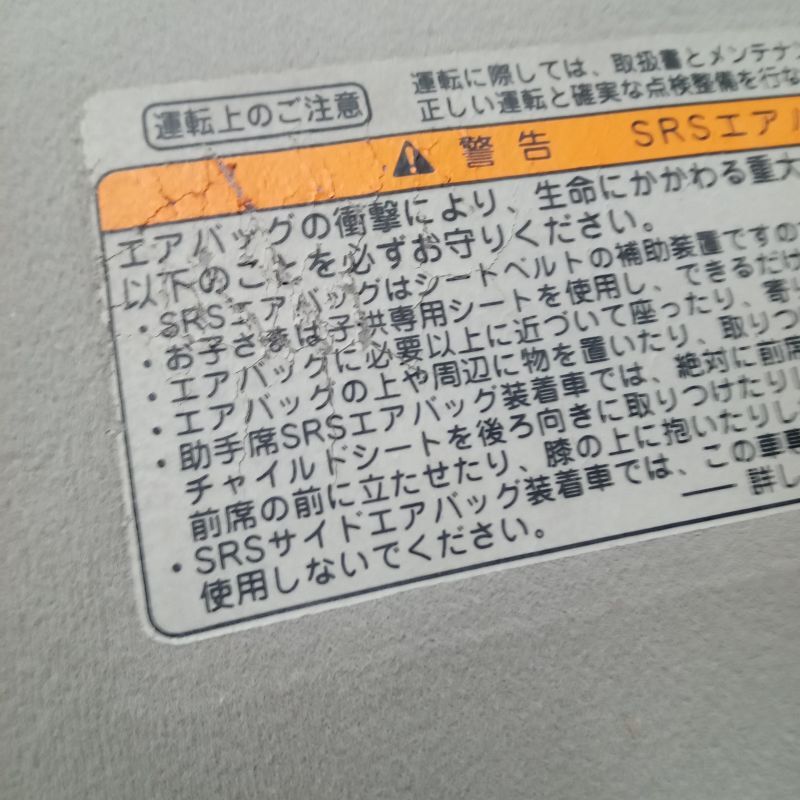 運転上のご注意
運転に際しては、取扱書とメンテナン
正しい運転と確実な点検整備を行な
警告 SRSエアル
エアバッグの衝撃により、生命にかかわる重大
以下のことを必ずお守りください。
・SRSエアバッグはシートベルトの補助装置ですので
・お子さまは子供専用シートを使用し、できるだけ
・エアバッグに必要以上に近づいて座ったり、寄り
・エアバッグの上や周辺に物を置いたり、取りつ
・助手席SRSエアバッグ装着車では、絶対に前席
チャイルドシートを後ろ向きに取りつけたりし
前席の前に立たせたり、膝の上に抱いたりし
・SRSサイドエアバッグ装着車では、この車専
使用しないでください。
―― 詳し